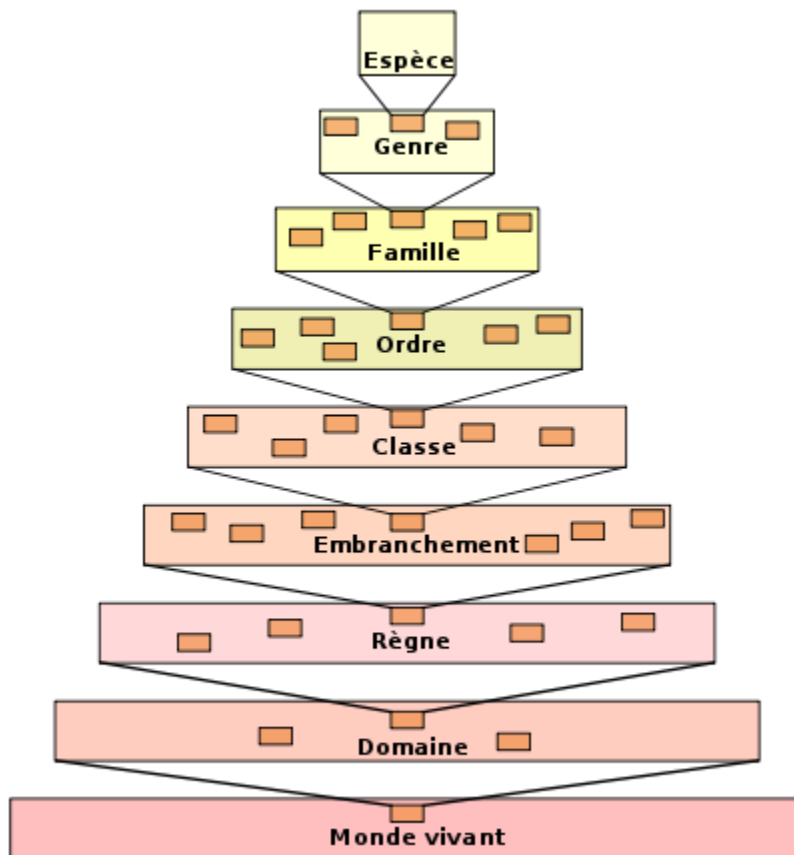 Espèce
Genre
Famille
Ordre
Classe
Embranchement
Règne
Domaine
Monde vivant